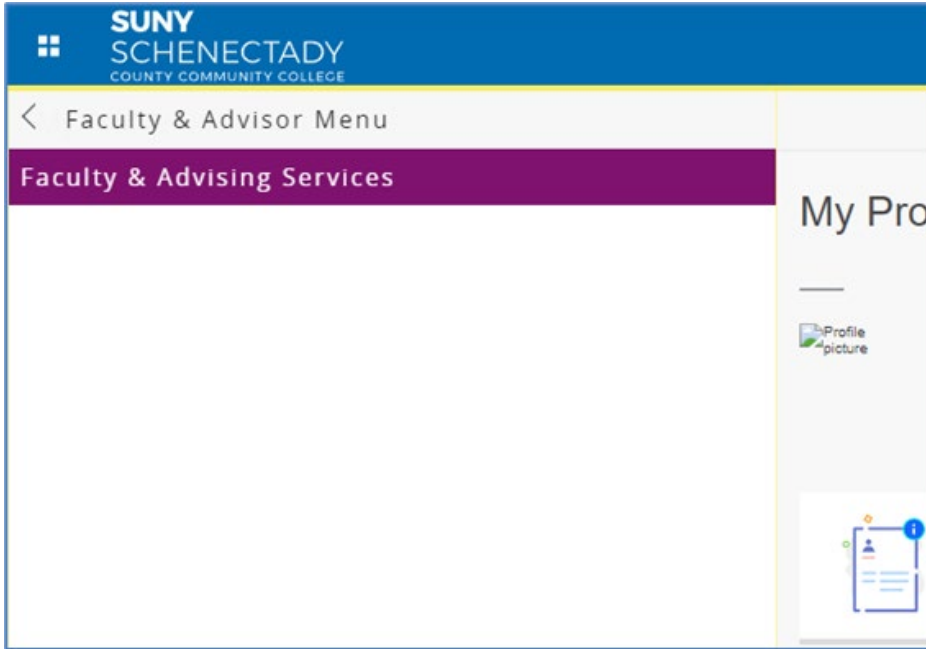 SUNY
SCHENECTADY
COUNTY COMMUNITY COLLEGE
Faculty & Advisor Menu
Faculty & Advising Services
My Pro
Profile
picture